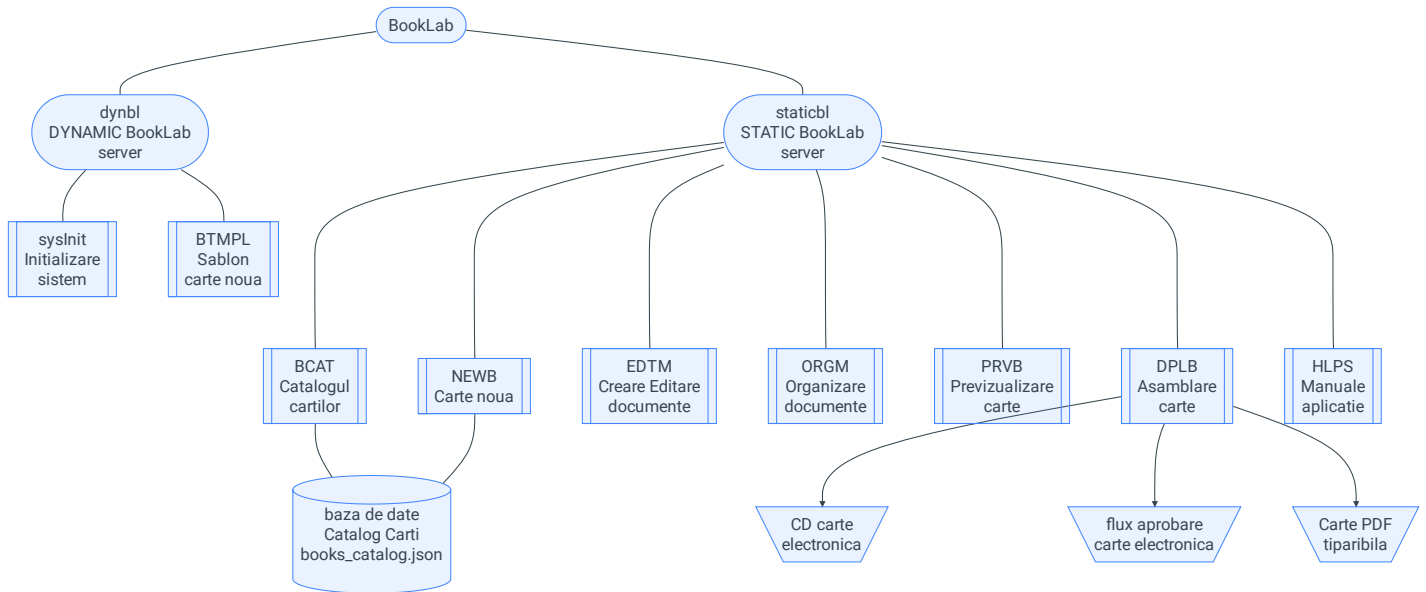 BookLab
dynbl
DYNAMIC BookLab
server
staticbl
STATIC BookLab
server
sysInit
Initializare
sistem
BTMPL
Sablon
carte noua
BCAT
Catalogul
cartilor
NEWB
Carte noua
EDTM
Creare Editare
documente
ORGM
Organizare
documente
PRVB
Previzualizare
carte
DPLB
Asamblare
carte
HLPS
Manuale
aplicatie
baza de date
Catalog Carti
books_catalog.json
CD carte
electronica
flux aprobare
carte electronica
Carte PDF
tiparibila